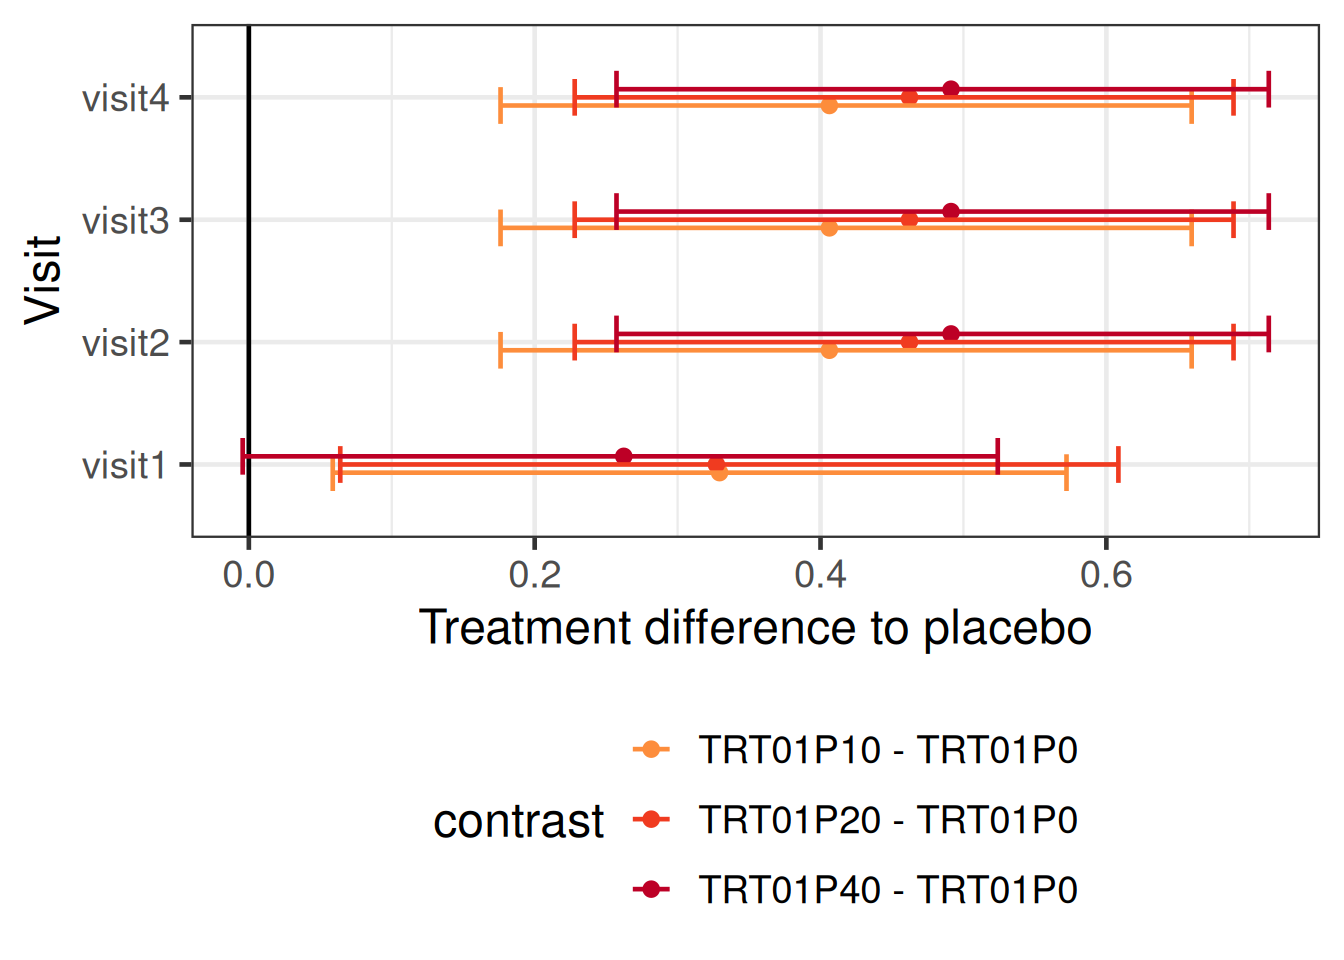 Visit
visit4
visit3
visit2
visit1
0.0 0.2 0.4 0.6
Treatment difference to placebo
contrast
TRT01P10 - TRT01P0
TRT01P20 - TRT01P0
TRT01P40 - TRT01P0